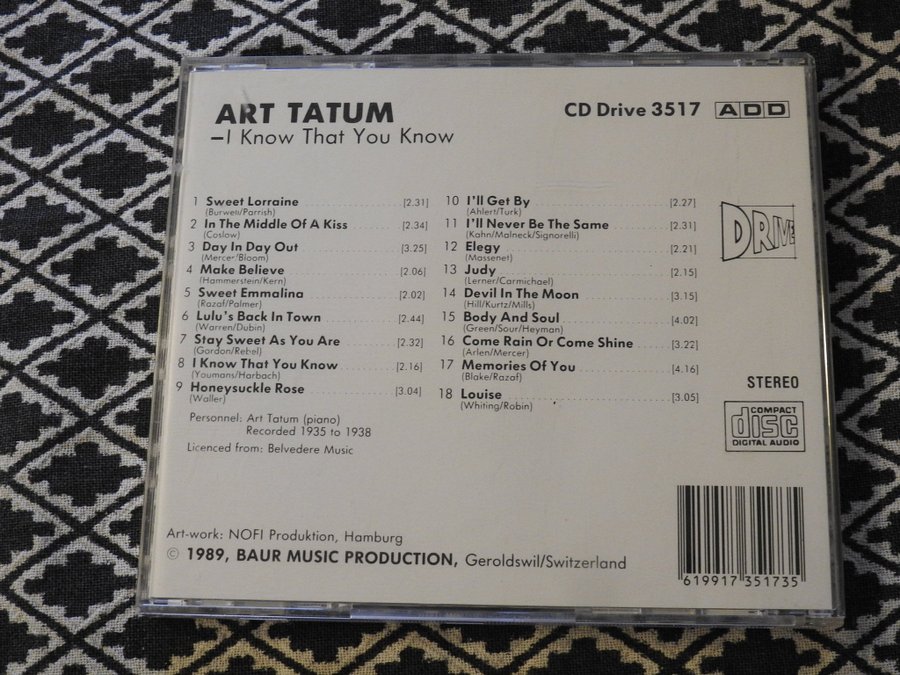 ART TATUM
–I Know That You Know
CD Drive 3517 ADD
1 Sweet Lorraine [2.31]
(Burwell/Parrish)
2 In The Middle Of A Kiss [2.34]
(Coslow)
3 Day In Day Out [3.25]
(Mercer/Bloom)
4 Make Believe [2.06]
(Hammerstein/Kern)
5 Sweet Emmalina [2.02]
(Razaf/Palmer)
6 Lulu's Back In Town [2.44]
(Warren/Dubin)
7 Stay Sweet As You Are [2.32]
(Gordon/Rebel)
8 I Know That You Know [2.16]
(Youmans/Harbach)
9 Honeysuckle Rose [3.04]
(Waller)
Personnel: Art Tatum (piano)
Recorded 1935 to 1938
Licenced from: Belvedere Music
10 I'll Get By [2.27]
(Ahlert/Turk)
11 I'll Never Be The Same [2.31]
(Kahn/Malneck/Signorelli)
12 Elegy [2.21]
(Massenet)
13 Judy [2.15]
(Lerner/Carmichael)
14 Devil In The Moon [3.15]
(Hill/Kurtz/Mills)
15 Body And Soul [4.02]
(Green/Sour/Heyman)
16 Come Rain Or Come Shine [3.22]
(Arlen/Mercer)
17 Memories Of You [4.16]
(Blake/Razaf)
18 Louise [3.05]
(Whiting/Robin)
DRIVE
STEREO
COMPACT
disc
DIGITAL AUDIO
Art-work: NOFI Produktion, Hamburg
© 1989, BAUR MUSIC PRODUCTION, Geroldswil/Switzerland
619917 351735